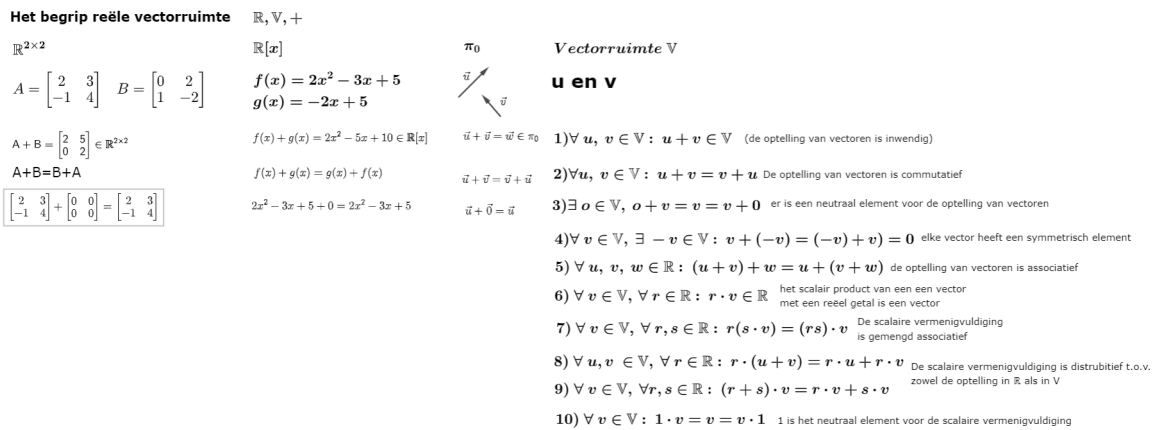 Het begrip reële vectorruimte ℝ, 𝕍, +
ℝ^{2×2} ℝ[x] π₀ Vectorruimte 𝕍
A = [2 3; −1 4] B = [0 2; 1 −2] f(x) = 2x² − 3x + 5 u⃗ u en v
g(x) = −2x + 5 v⃗
A + B = [2 5; 0 2] ∈ ℝ^{2×2} f(x) + g(x) = 2x² − 5x + 10 ∈ ℝ[x] u⃗ + v⃗ = w⃗ ∈ π₀ 1)∀ u, v ∈ 𝕍 : u + v ∈ 𝕍 (de optelling van vectoren is inwendig)
A+B=B+A f(x) + g(x) = g(x) + f(x) u⃗ + v⃗ = v⃗ + u⃗ 2)∀u, v ∈ 𝕍 : u + v = v + u De optelling van vectoren is commutatief
[2 3; −1 4] + [0 0; 0 0] = [2 3; −1 4] 2x² − 3x + 5 + 0 = 2x² − 3x + 5 u⃗ + 0⃗ = u⃗ 3)∃ o ∈ 𝕍, o + v = v = v + 0 er is een neutraal element voor de optelling van vectoren
4)∀ v ∈ 𝕍, ∃ − v ∈ 𝕍 : v + (−v) = (−v) + v) = 0 elke vector heeft een symmetrisch element
5) ∀ u, v, w ∈ ℝ : (u + v) + w = u + (v + w) de optelling van vectoren is associatief
6) ∀ v ∈ 𝕍, ∀ r ∈ ℝ : r · v ∈ ℝ het scalair product van een een vector
met een reëel getal is een vector
7) ∀ v ∈ 𝕍, ∀ r, s ∈ ℝ : r(s · v) = (rs) · v De scalaire vermenigvuldiging
is gemengd associatief
8) ∀ u, v ∈ 𝕍, ∀ r ∈ ℝ : r · (u + v) = r · u + r · v De scalaire vermenigvuldiging is distrubitief t.o.v.
9) ∀ v ∈ 𝕍, ∀r, s ∈ ℝ : (r + s) · v = r · v + s · v zowel de optelling in ℝ als in V
10) ∀ v ∈ 𝕍 : 1 · v = v = v · 1 1 is het neutraal element voor de scalaire vermenigvuldiging